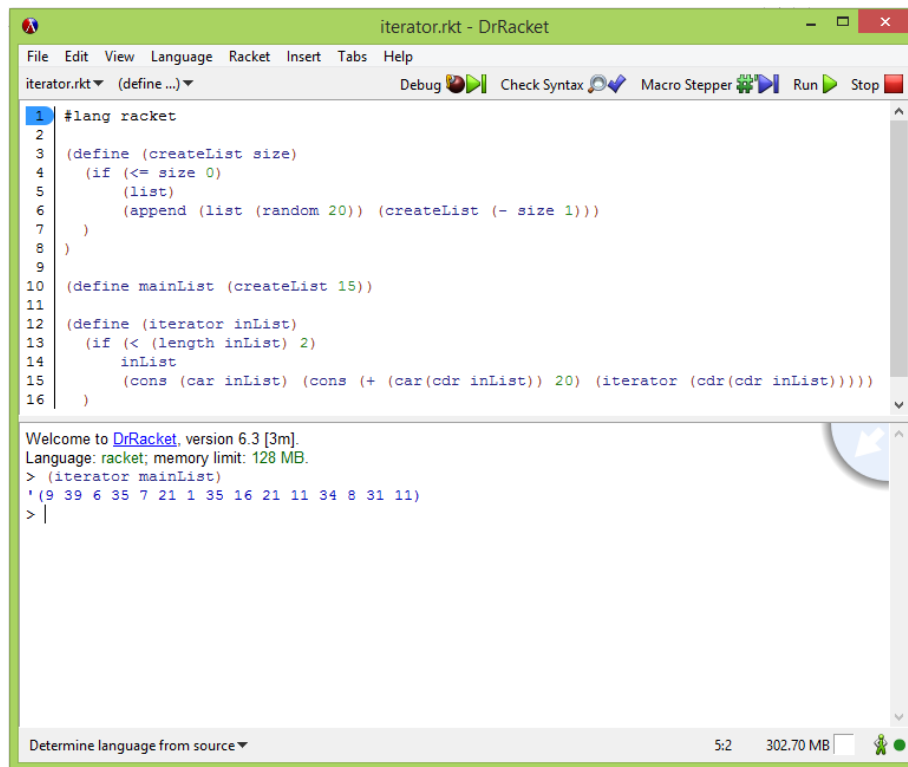 iterator.rkt - DrRacket
File Edit View Language Racket Insert Tabs Help
iterator.rkt (define ...) Debug Check Syntax Macro Stepper Run Stop
1 #lang racket
2
3 (define (createList size)
4   (if (<= size 0)
5       (list)
6       (append (list (random 20)) (createList (- size 1)))
7   )
8 )
9
10 (define mainList (createList 15))
11
12 (define (iterator inList)
13   (if (< (length inList) 2)
14       inList
15       (cons (car inList) (cons (+ (car(cdr inList)) 20) (iterator (cdr(cdr inList)))))
16   )
Welcome to DrRacket, version 6.3 [3m].
Language: racket; memory limit: 128 MB.
> (iterator mainList)
'(9 39 6 35 7 21 1 35 16 21 11 34 8 31 11)
>
Determine language from source 5:2 302.70 MB